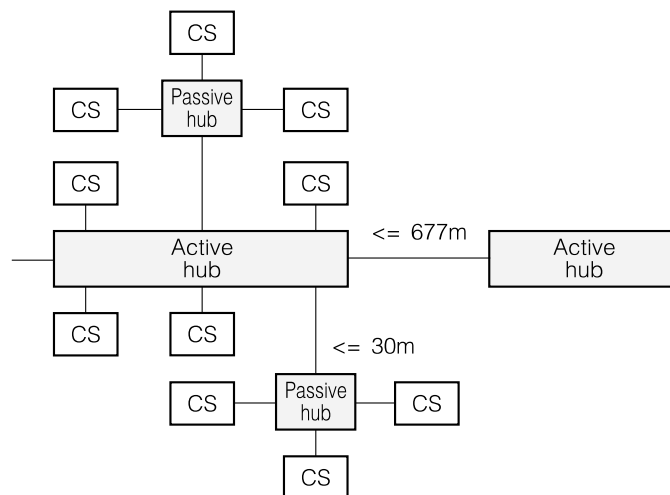 CS
CS
Passive
hub
CS
CS
CS
Active
hub
<= 677m
Active
hub
CS
CS
<= 30m
CS
Passive
hub
CS
CS